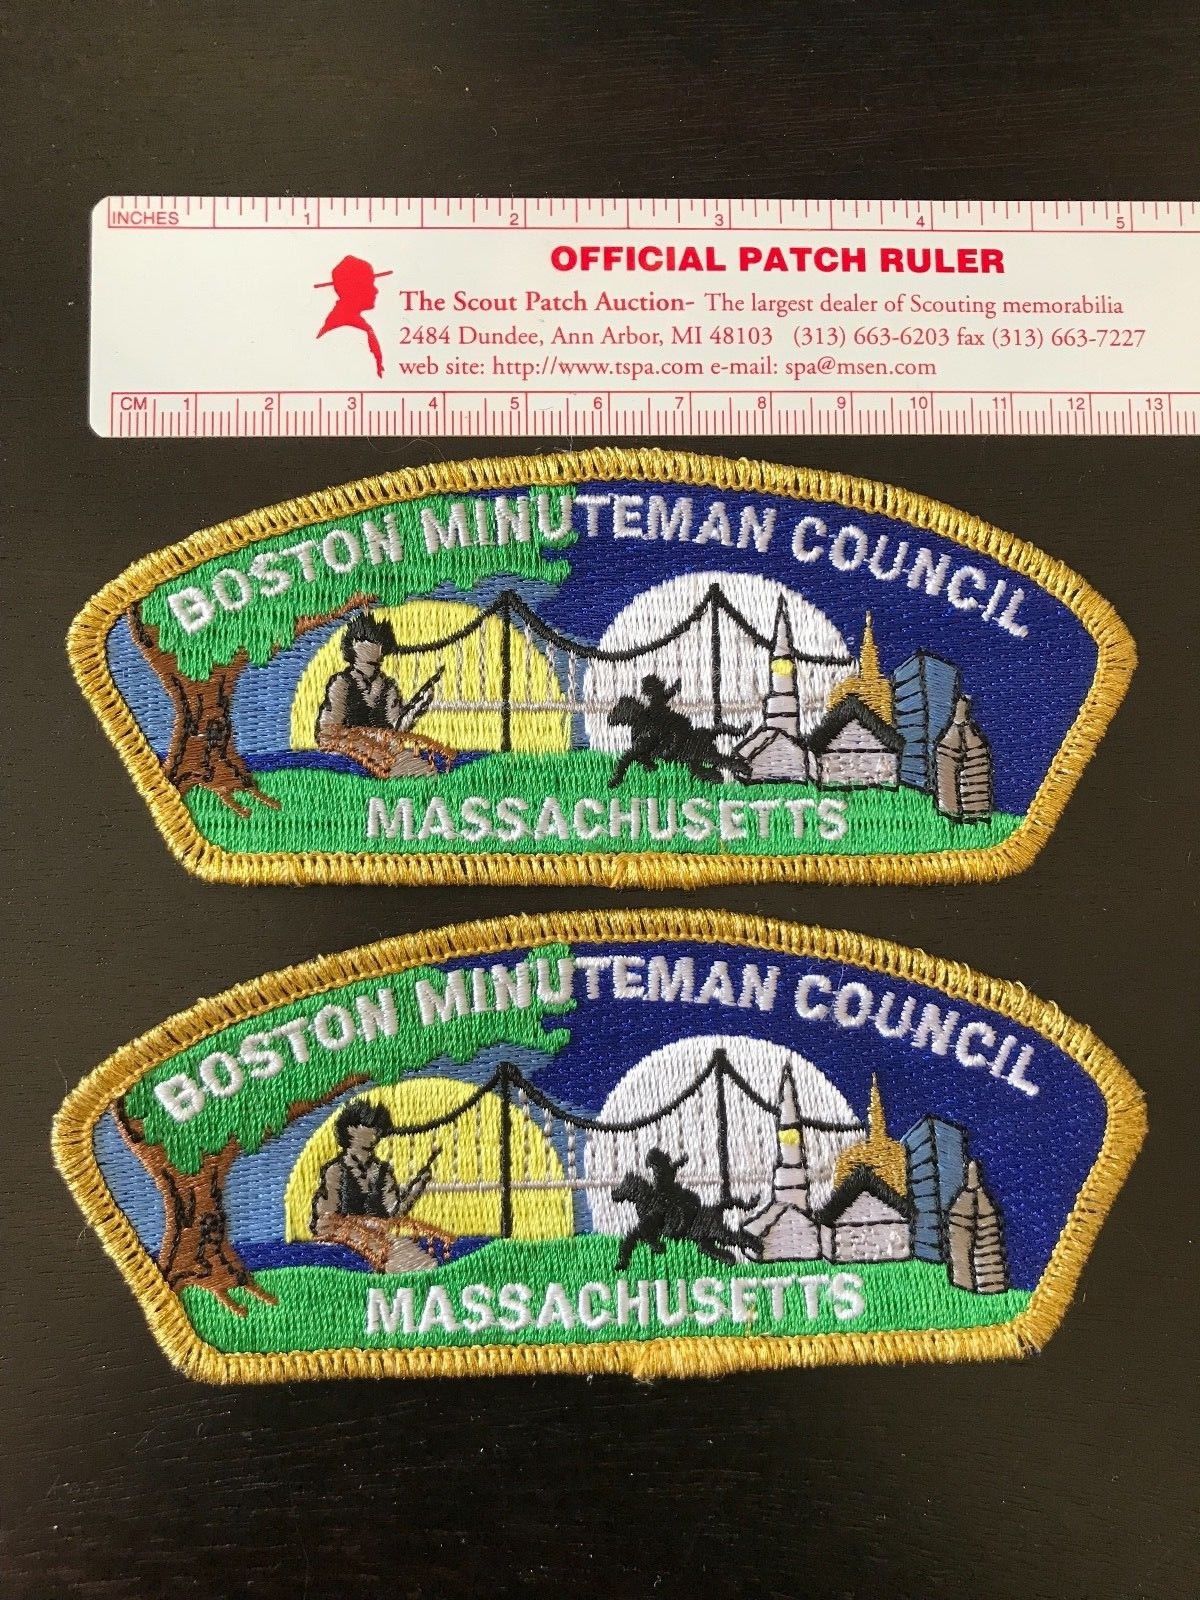 INCHES 1 2 3 4 5
OFFICIAL PATCH RULER
The Scout Patch Auction- The largest dealer of Scouting memorabilia
2484 Dundee, Ann Arbor, MI 48103 (313) 663-6203 fax (313) 663-7227
web site: http://www.tspa.com e-mail: spa@msen.com
CM 1 2 3 4 5 6 7 8 9 10 11 12 13
BOSTON MINUTEMAN COUNCIL
MASSACHUSETTS
BOSTON MINUTEMAN COUNCIL
MASSACHUSETTS